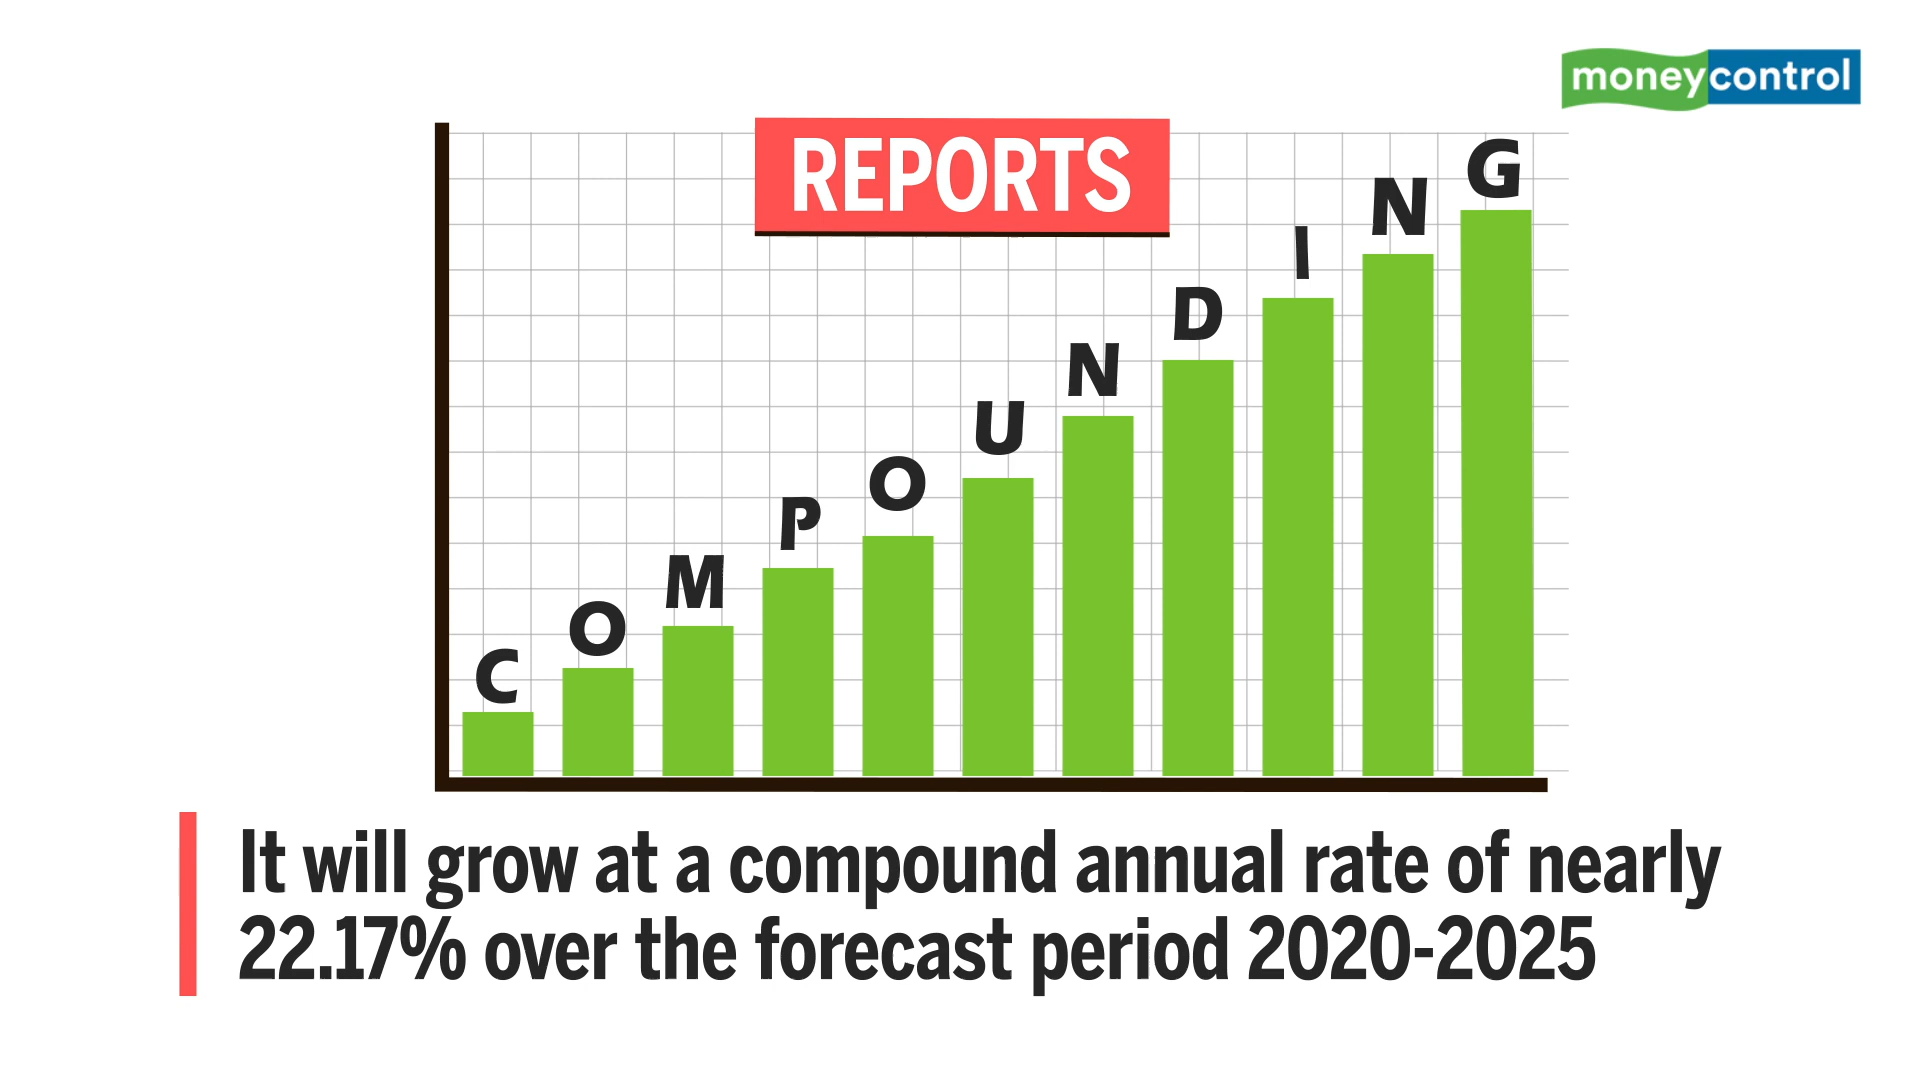 moneycontrol
REPORTS
COMPOUNDING
It will grow at a compound annual rate of nearly
22.17% over the forecast period 2020-2025